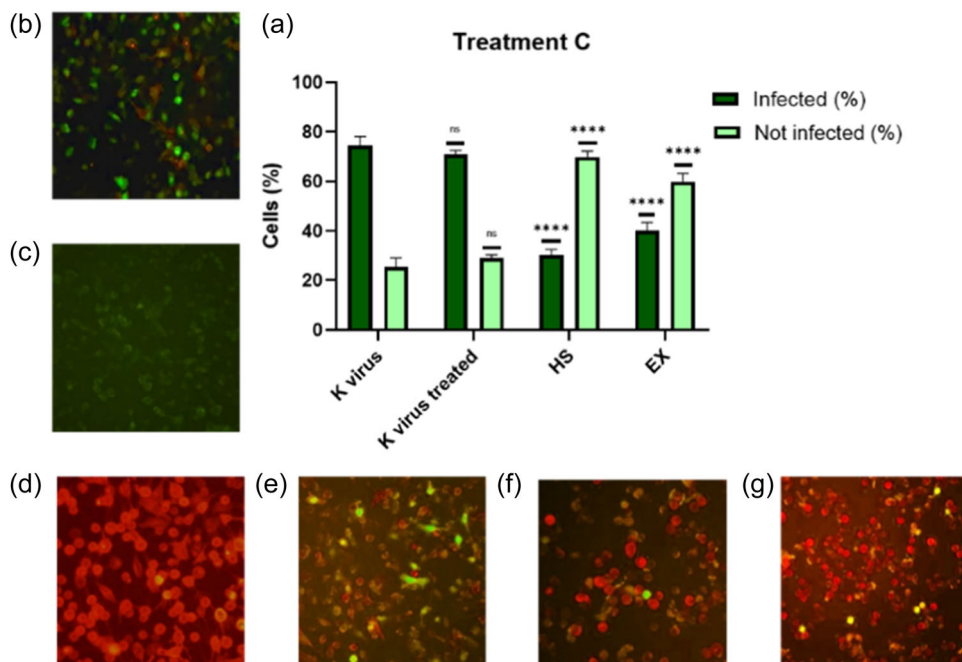 (b)
(a)
Treatment C
Infected (%)
Not infected (%)
Cells (%)
100
80
60
40
20
0
ns
ns
****
****
****
****
K virus
K virus treated
HS
EX
(c)
(d)
(e)
(f)
(g)